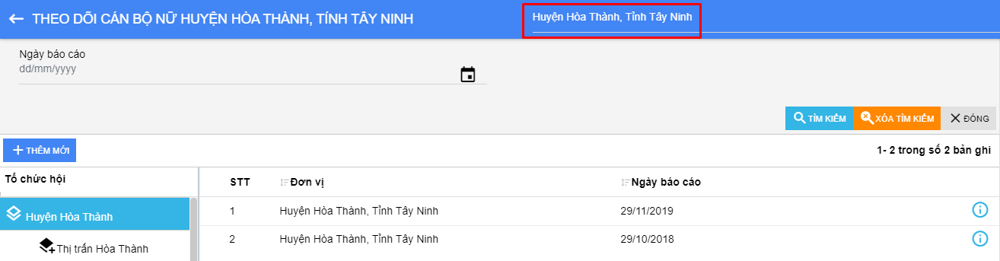 THEO DÕI CÁN BỘ NỮ HUYỆN HÒA THÀNH, TỈNH TÂY NINH
Huyện Hòa Thành, Tỉnh Tây Ninh
Ngày báo cáo
dd/mm/yyyy
TÌM KIẾM
XÓA TÌM KIẾM
ĐÓNG
THÊM MỚI
1- 2 trong số 2 bản ghi
Tổ chức hội
STT Đơn vị Ngày báo cáo
Huyện Hòa Thành
1 Huyện Hòa Thành, Tỉnh Tây Ninh 29/11/2019
Thị trấn Hòa Thành
2 Huyện Hòa Thành, Tỉnh Tây Ninh 29/10/2018